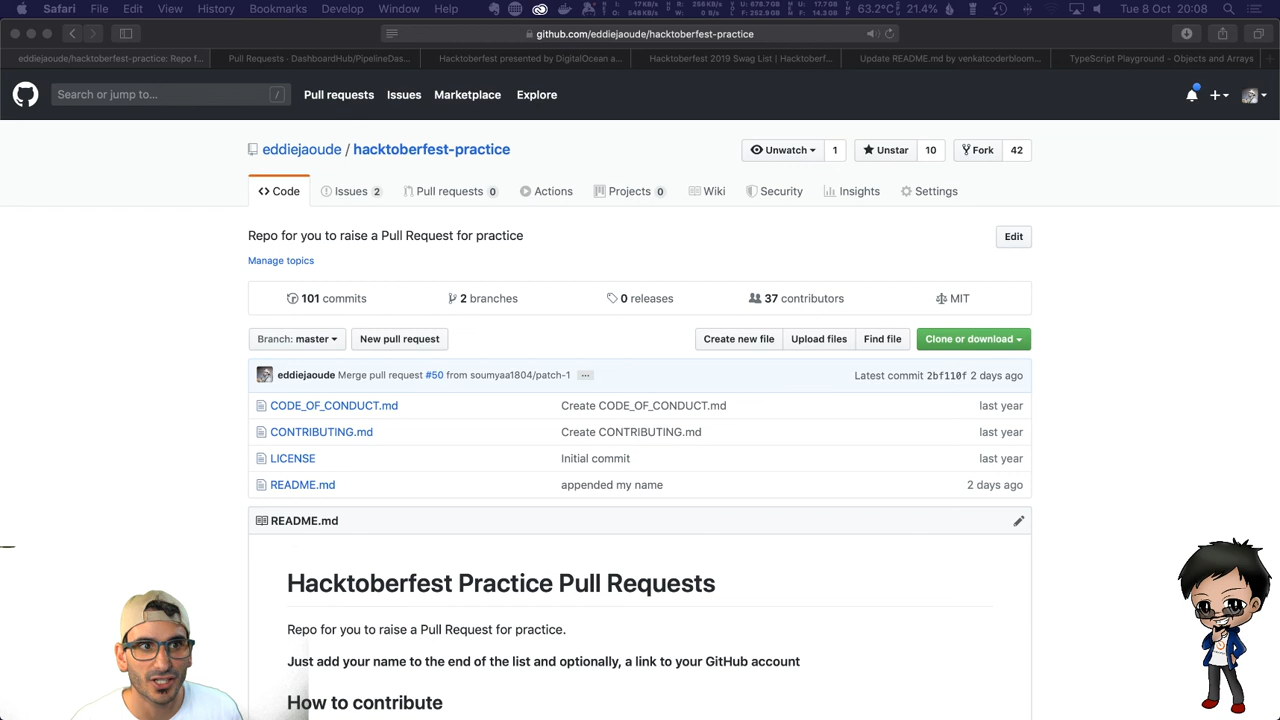 Safari File Edit View History Bookmarks Develop Window Help 63.2°C 21.4% Tue 8 Oct 20:08
github.com/eddiejaoude/hacktoberfest-practice
eddiejaoude/hacktoberfest-practice: Repo f... Pull Requests · DashboardHub/PipelineDas... Hacktoberfest presented by DigitalOcean a... Hacktoberfest 2019 Swag List | Hacktoberf... Update README.md by venkatcoderbloom... TypeScript Playground - Objects and Arrays
Search or jump to... / Pull requests Issues Marketplace Explore
eddiejaoude / hacktoberfest-practice Unwatch 1 Unstar 10 Fork 42
Code Issues 2 Pull requests 0 Actions Projects 0 Wiki Security Insights Settings
Repo for you to raise a Pull Request for practice Edit
Manage topics
101 commits 2 branches 0 releases 37 contributors MIT
Branch: master New pull request Create new file Upload files Find file Clone or download
eddiejaoude Merge pull request #50 from soumyaa1804/patch-1 ... Latest commit 2bf110f 2 days ago
CODE_OF_CONDUCT.md Create CODE_OF_CONDUCT.md last year
CONTRIBUTING.md Create CONTRIBUTING.md last year
LICENSE Initial commit last year
README.md appended my name 2 days ago
README.md
Hacktoberfest Practice Pull Requests
Repo for you to raise a Pull Request for practice.
Just add your name to the end of the list and optionally, a link to your GitHub account
How to contribute